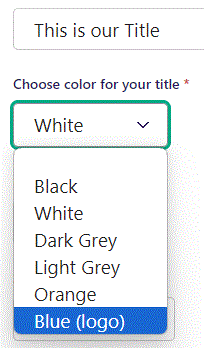 This is our Title
Choose color for your title *
White
Black
White
Dark Grey
Light Grey
Orange
Blue (logo)